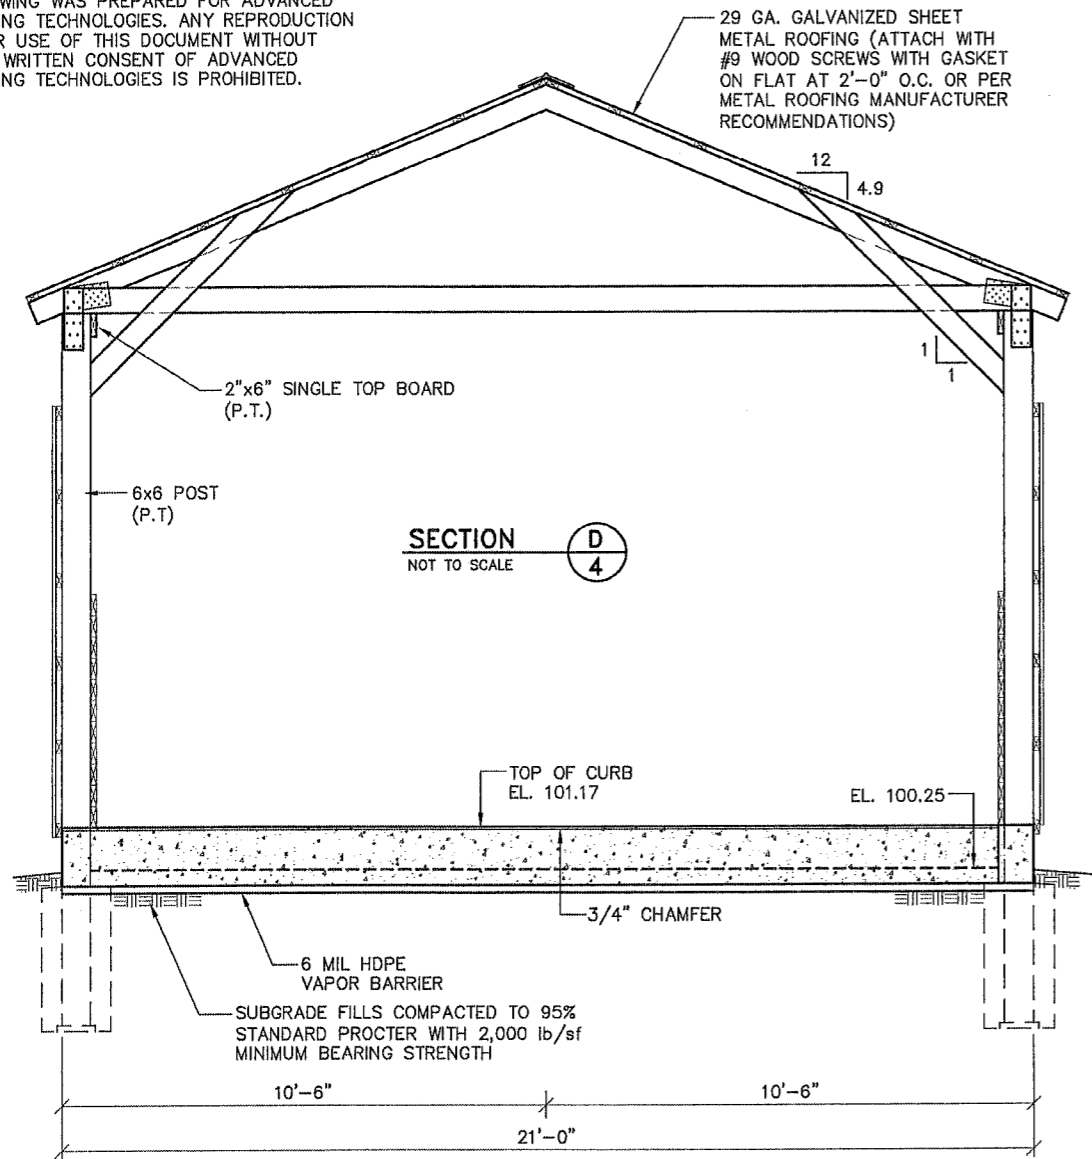 WING WAS PREPARED FOR ADVANCED
ING TECHNOLOGIES. ANY REPRODUCTION
R USE OF THIS DOCUMENT WITHOUT
WRITTEN CONSENT OF ADVANCED
NG TECHNOLOGIES IS PROHIBITED.
29 GA. GALVANIZED SHEET
METAL ROOFING (ATTACH WITH
#9 WOOD SCREWS WITH GASKET
ON FLAT AT 2'-0" O.C. OR PER
METAL ROOFING MANUFACTURER
RECOMMENDATIONS)
12
4.9
1
1
2"x6" SINGLE TOP BOARD
(P.T.)
6x6 POST
(P.T)
SECTION
NOT TO SCALE
D
4
TOP OF CURB
EL. 101.17
EL. 100.25
3/4" CHAMFER
6 MIL HDPE
VAPOR BARRIER
SUBGRADE FILLS COMPACTED TO 95%
STANDARD PROCTER WITH 2,000 lb/sf
MINIMUM BEARING STRENGTH
10'-6"
10'-6"
21'-0"